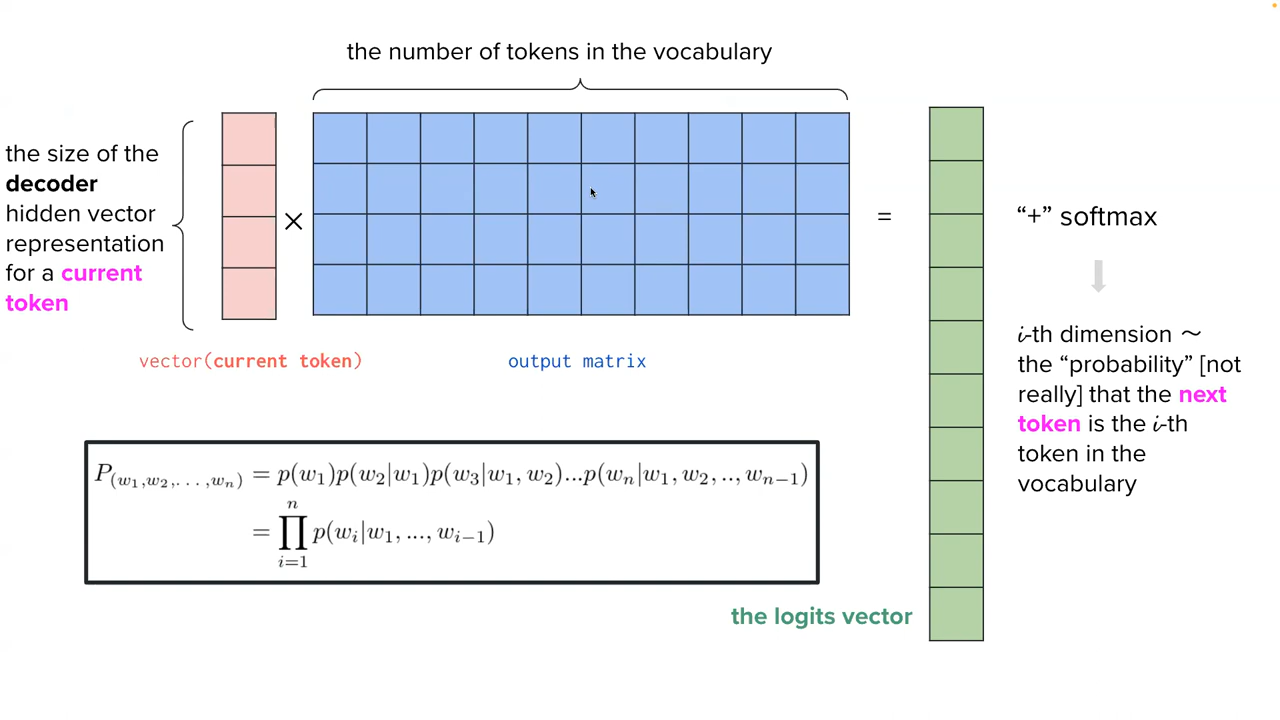 the number of tokens in the vocabulary
the size of the
decoder
hidden vector
representation
for a current
token
×
=
vector(current token)
output matrix
“+” softmax
i-th dimension ～
the “probability” [not
really] that the next
token is the i-th
token in the
vocabulary
P(w₁,w₂,. . . ,wₙ) = p(w₁)p(w₂|w₁)p(w₃|w₁, w₂)...p(wₙ|w₁, w₂, .., wₙ₋₁)
= ∏ⁿᵢ₌₁ p(wᵢ|w₁, ..., wᵢ₋₁)
the logits vector